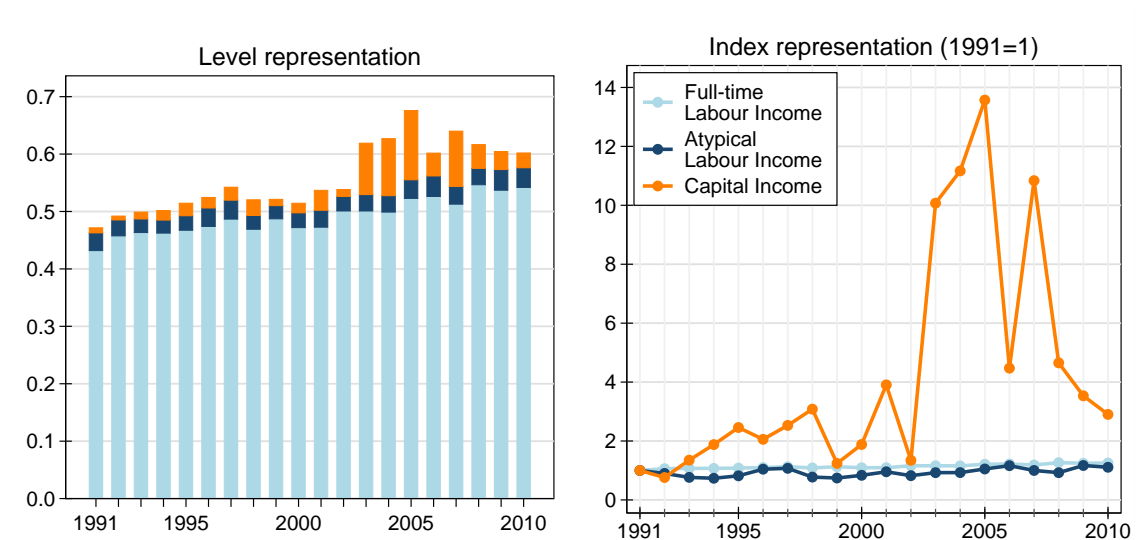 Level representation
0.7
0.6
0.5
0.4
0.3
0.2
0.1
0.0
1991 1995 2000 2005 2010
Index representation (1991=1)
Full-time
Labour Income
Atypical
Labour Income
Capital Income
14
12
10
8
6
4
2
0
1991 1995 2000 2005 2010